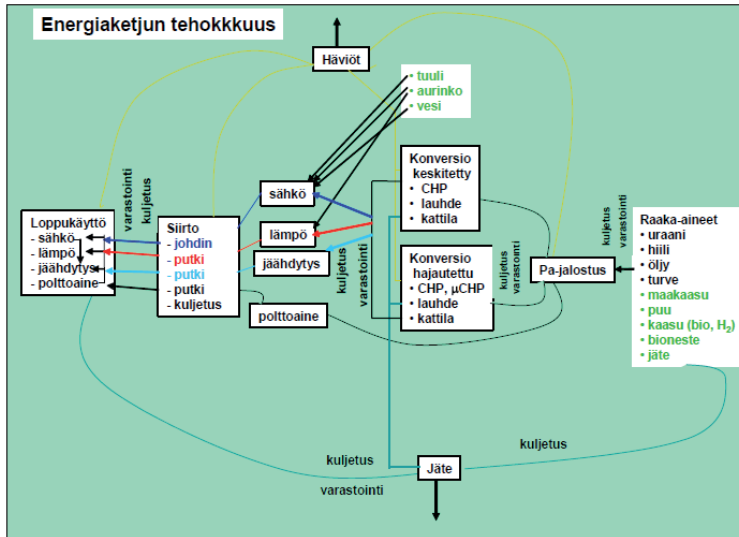 Energiaketjun tehokkkuus
Häviöt
• tuuli
• aurinko
• vesi
varastointi
kuljetus
Loppukäyttö
- sähkö
- lämpö
- jäähdytys
- polttoaine
Siirto
- johdin
- putki
- putki
- putki
- kuljetus
sähkö
lämpö
jäähdytys
polttoaine
kuljetus
varastointi
Konversio
keskitetty
• CHP
• lauhde
• kattila
Konversio
hajautettu
• CHP, µCHP
• lauhde
• kattila
kuljetus
varastointi
Pa-jalostus
kuljetus
varastointi
Raaka-aineet
• uraani
• hiili
• öljy
• turve
• maakaasu
• puu
• kaasu (bio, H₂)
• bioneste
• jäte
kuljetus
varastointi
Jäte
kuljetus